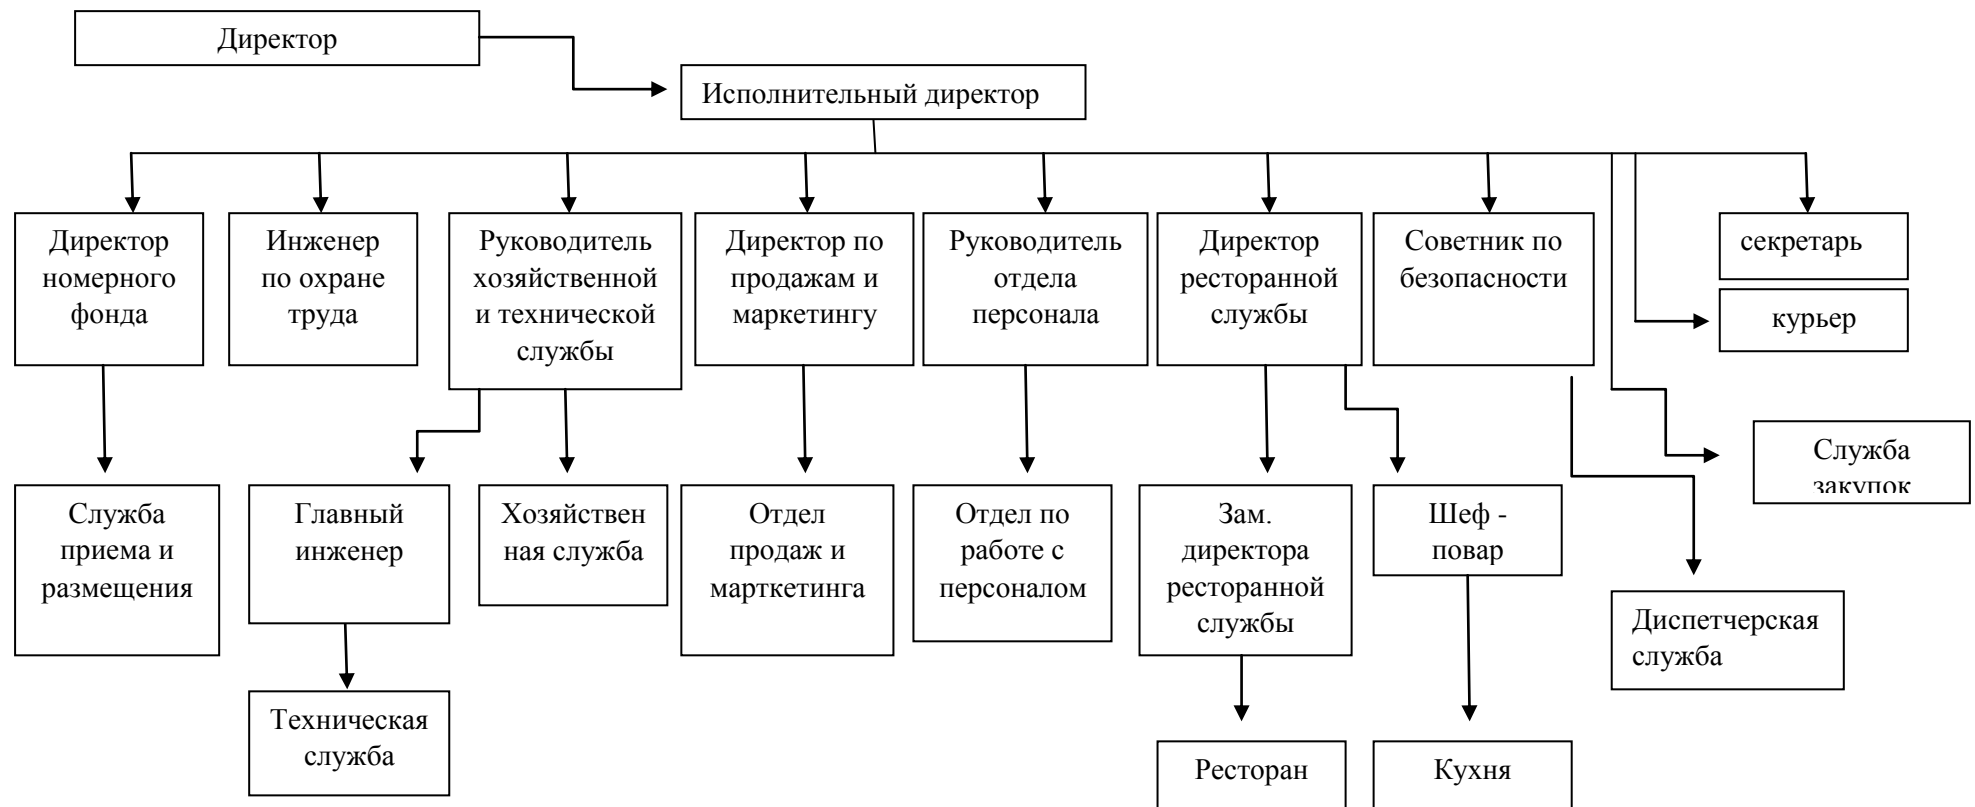 Директор
Исполнительный директор
Директор
номерного
фонда
Инженер
по охране
труда
Руководитель
хозяйственной
и технической
службы
Директор по
продажам и
маркетингу
Руководитель
отдела
персонала
Директор
ресторанной
службы
Советник по
безопасности
секретарь
курьер
Служба
закупок
Служба
приема и
размещения
Главный
инженер
Хозяйствен
ная служба
Отдел
продаж и
марткетинга
Отдел по
работе с
персоналом
Зам.
директора
ресторанной
службы
Шеф -
повар
Диспетчерская
служба
Техническая
служба
Ресторан
Кухня